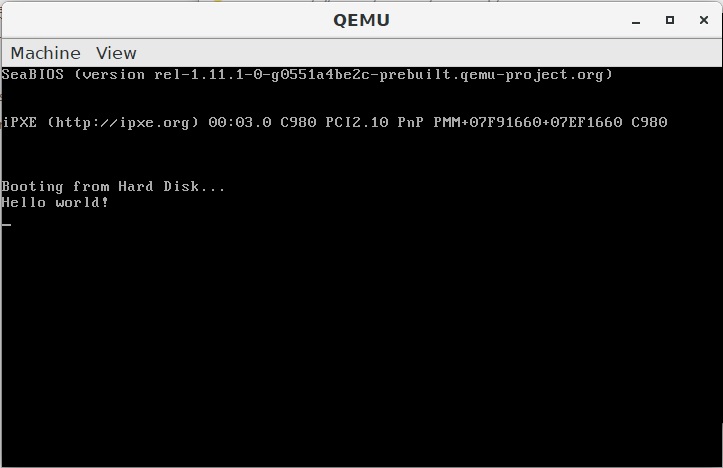 QEMU
Machine View
SeaBIOS (version rel-1.11.1-0-g0551a4be2c-prebuilt.qemu-project.org)
iPXE (http://ipxe.org) 00:03.0 C980 PCI2.10 PnP PMM+07F91660+07EF1660 C980
Booting from Hard Disk...
Hello world!